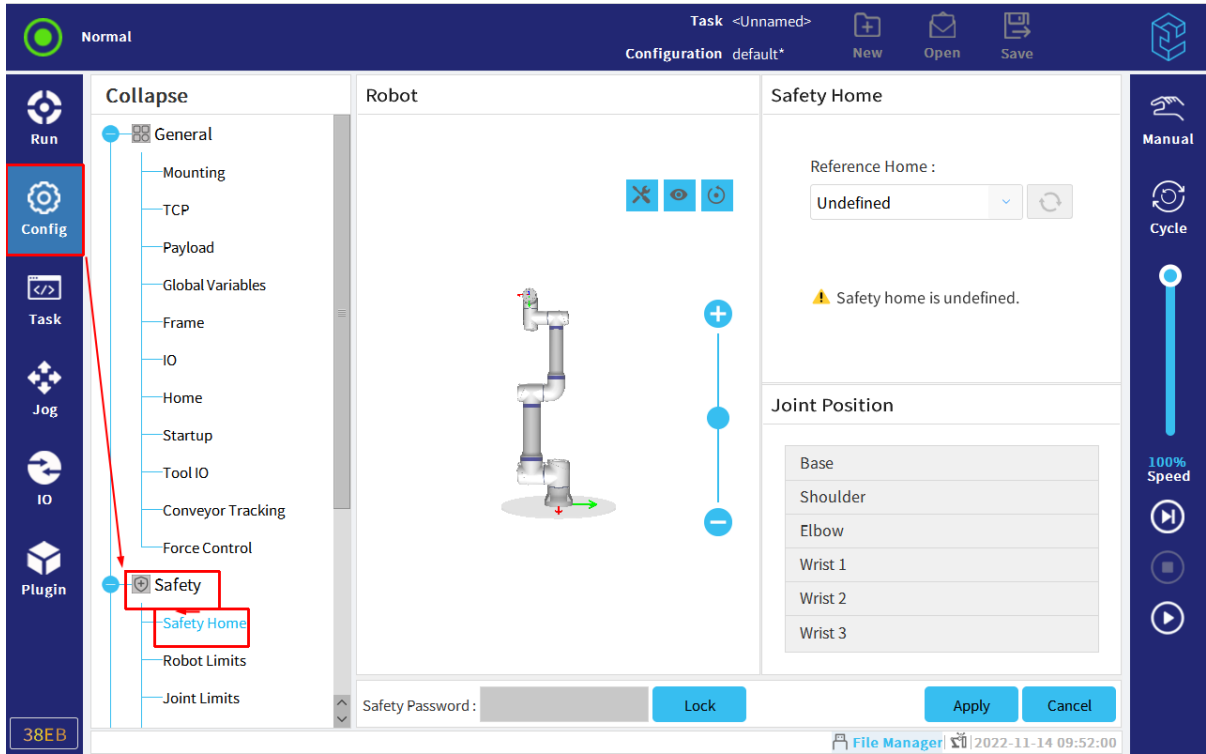 Normal
Task <Unnamed>
Configuration default*
New
Open
Save
Run
Config
Task
Jog
IO
Plugin
38EB
Collapse
General
Mounting
TCP
Payload
Global Variables
Frame
IO
Home
Startup
Tool IO
Conveyor Tracking
Force Control
Safety
Safety Home
Robot Limits
Joint Limits
Robot
Safety Home
Reference Home :
Undefined
Safety home is undefined.
Joint Position
Base
Shoulder
Elbow
Wrist 1
Wrist 2
Wrist 3
Safety Password :
Lock
Apply
Cancel
File Manager
2022-11-14 09:52:00
Manual
Cycle
100%
Speed